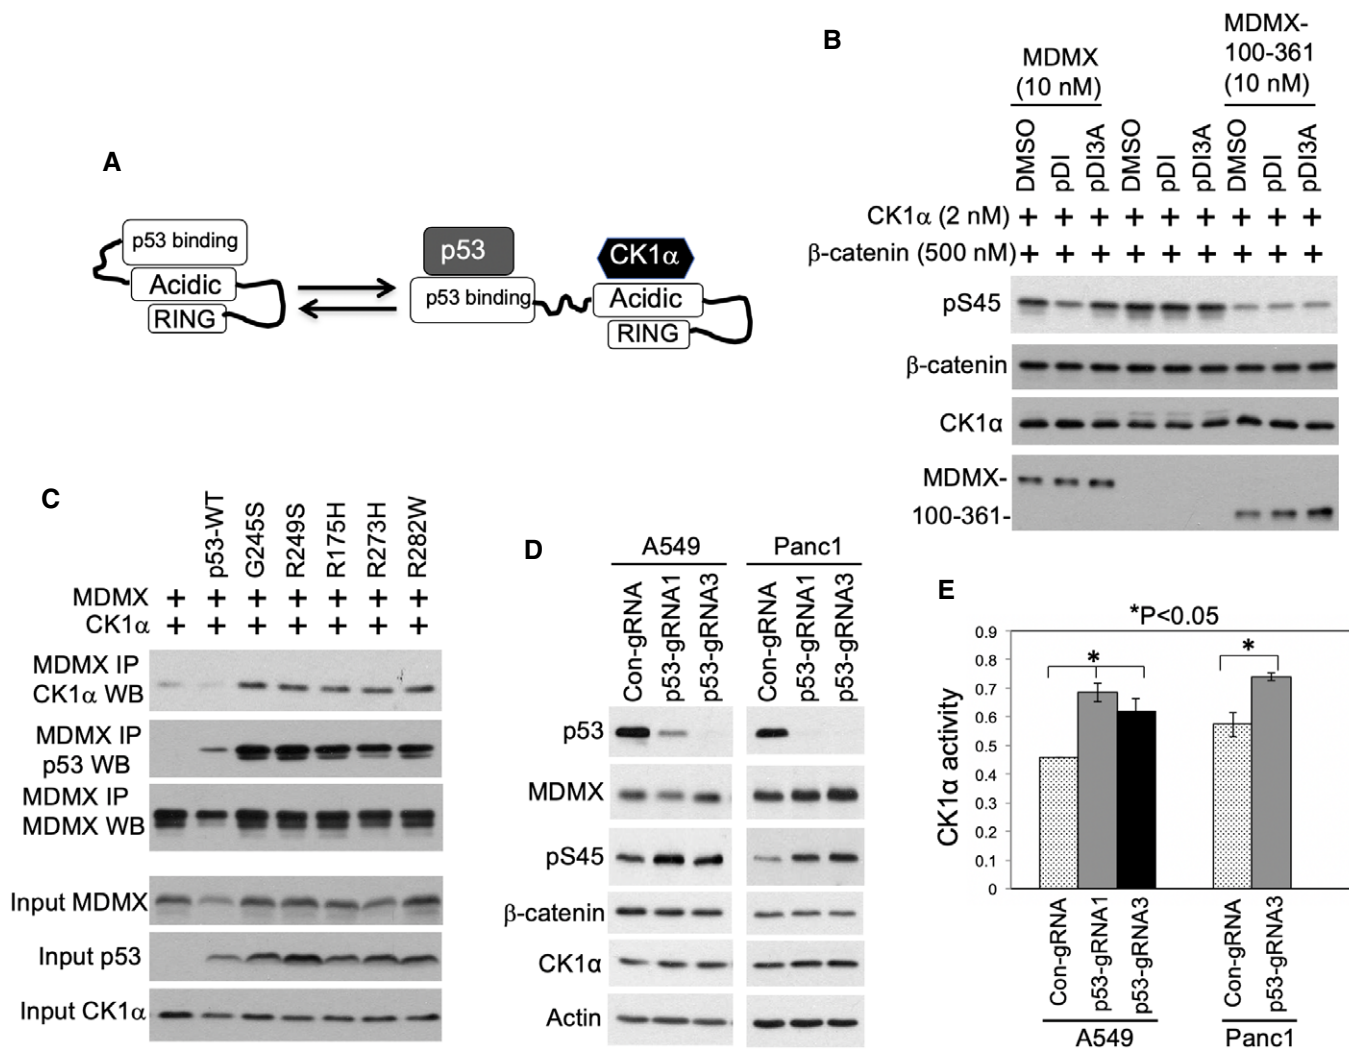 A
p53 binding
Acidic
RING
p53
CK1α
p53 binding
Acidic
RING
B
MDMX
(10 nM)
MDMX-
100-361
(10 nM)
DMSO
pDI
pDI3A
DMSO
pDI
pDI3A
DMSO
pDI
pDI3A
CK1α (2 nM) + + + + + + + + +
β-catenin (500 nM) + + + + + + + + +
pS45
β-catenin
CK1α
MDMX-
100-361-
C
p53-WT
G245S
R249S
R175H
R273H
R282W
MDMX + + + + + + +
CK1α + + + + + + +
MDMX IP
CK1α WB
MDMX IP
p53 WB
MDMX IP
MDMX WB
Input MDMX
Input p53
Input CK1α
D
A549
Panc1
Con-gRNA
p53-gRNA1
p53-gRNA3
Con-gRNA
p53-gRNA1
p53-gRNA3
p53
MDMX
pS45
β-catenin
CK1α
Actin
E
*P<0.05
CK1α activity
0.9
0.8
0.7
0.6
0.5
0.4
0.3
0.2
0.1
0
*
*
Con-gRNA
p53-gRNA1
p53-gRNA3
Con-gRNA
p53-gRNA3
A549
Panc1